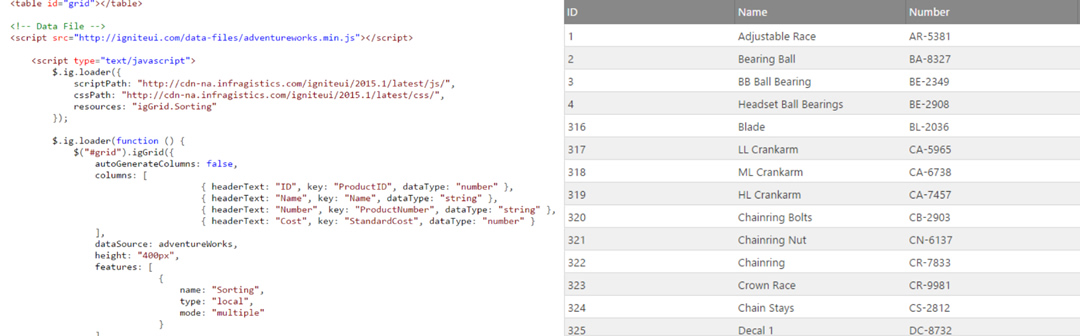 <table id="grid"></table>
<!-- Data File -->
<script src="http://igniteui.com/data-files/adventureworks.min.js"></script>
<script type="text/javascript">
$.ig.loader({
scriptPath: "http://cdn-na.infragistics.com/igniteui/2015.1/latest/js/",
cssPath: "http://cdn-na.infragistics.com/igniteui/2015.1/latest/css/",
resources: "igGrid.Sorting"
});
$.ig.loader(function () {
$("#grid").igGrid({
autoGenerateColumns: false,
columns: [
{ headerText: "ID", key: "ProductID", dataType: "number" },
{ headerText: "Name", key: "Name", dataType: "string" },
{ headerText: "Number", key: "ProductNumber", dataType: "string" },
{ headerText: "Cost", key: "StandardCost", dataType: "number" }
],
dataSource: adventureWorks,
height: "400px",
features: [
{
name: "Sorting",
type: "local",
mode: "multiple"
}
]
ID Name Number
1 Adjustable Race AR-5381
2 Bearing Ball BA-8327
3 BB Ball Bearing BE-2349
4 Headset Ball Bearings BE-2908
316 Blade BL-2036
317 LL Crankarm CA-5965
318 ML Crankarm CA-6738
319 HL Crankarm CA-7457
320 Chainring Bolts CB-2903
321 Chainring Nut CN-6137
322 Chainring CR-7833
323 Crown Race CR-9981
324 Chain Stays CS-2812
325 Decal 1 DC-8732